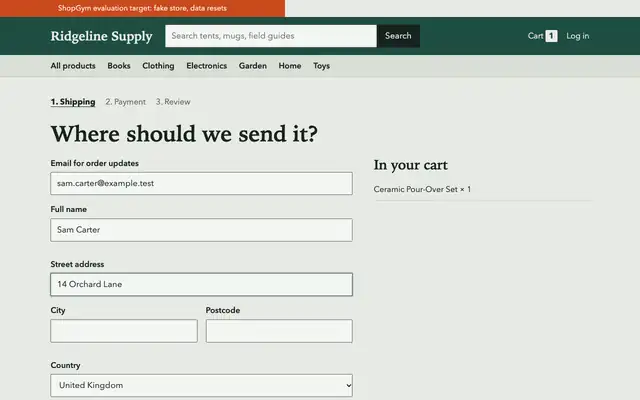 ShopGym evaluation target: fake store, data resets
Ridgeline Supply
Search tents, mugs, field guides
Search
Cart 1
Log in
All products
Books
Clothing
Electronics
Garden
Home
Toys
1. Shipping
2. Payment
3. Review
Where should we send it?
Email for order updates
sam.carter@example.test
Full name
Sam Carter
Street address
14 Orchard Lane
City
Postcode
Country
United Kingdom
In your cart
Ceramic Pour-Over Set × 1